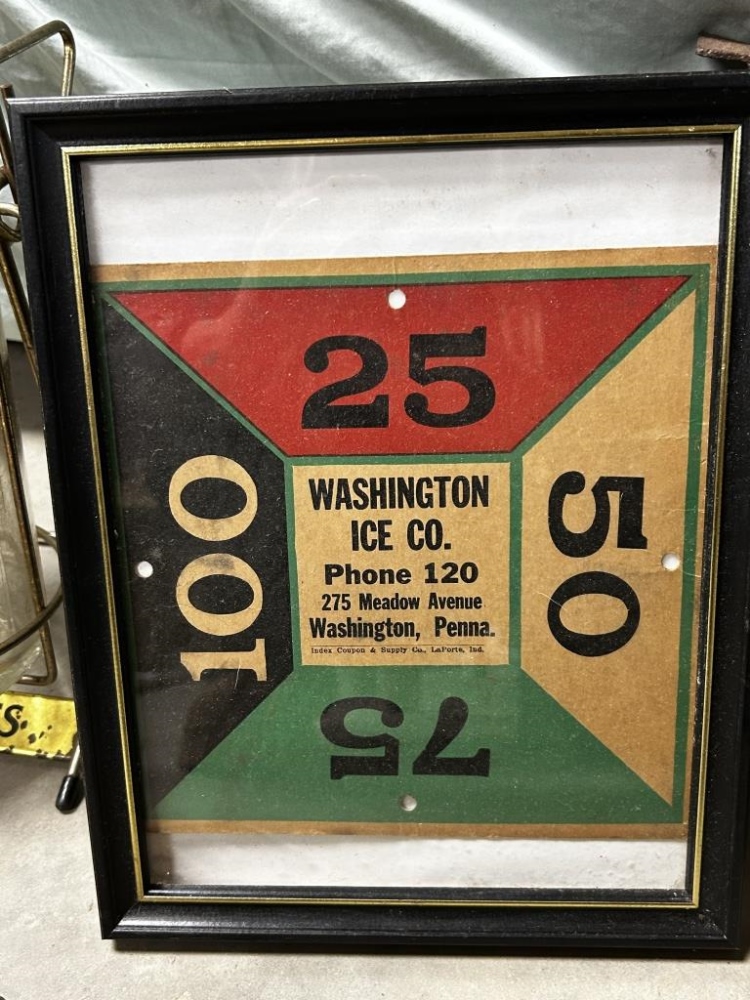 25
WASHINGTON
ICE CO.
Phone 120
275 Meadow Avenue
Washington, Penna.
Index Coupon & Supply Co., LaPorte, Ind.
100
50
75
S.